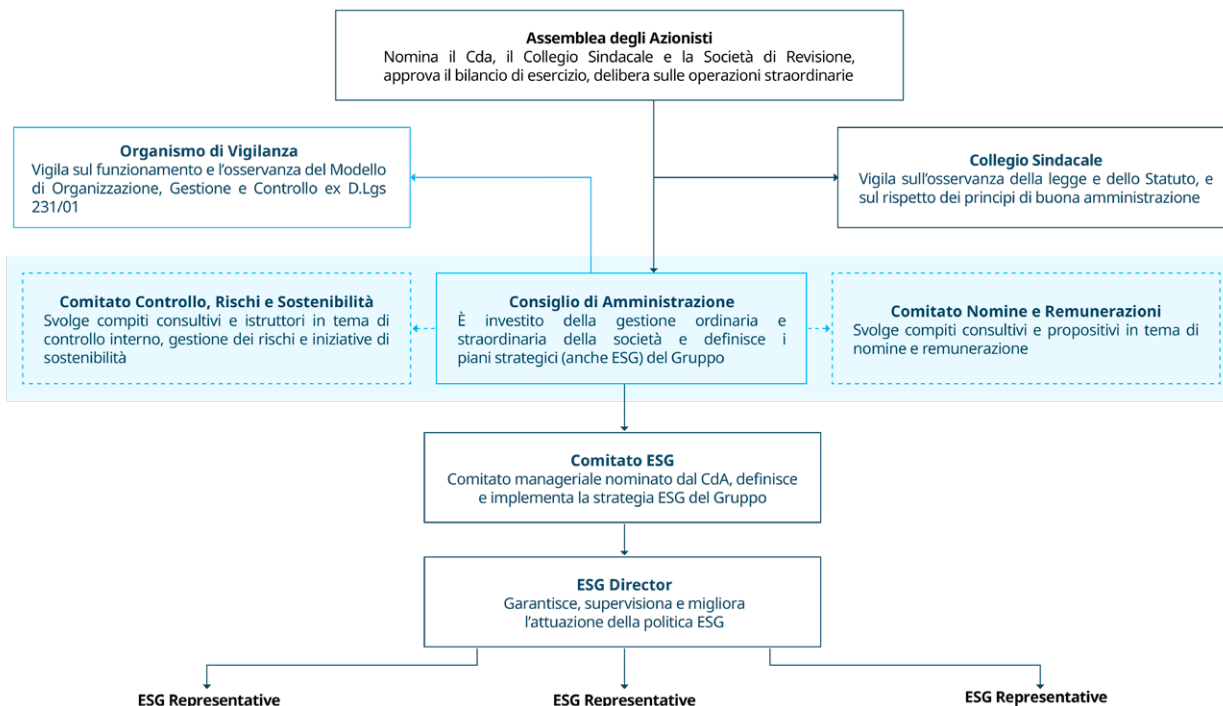 Assemblea degli Azionisti
Nomina il Cda, il Collegio Sindacale e la Società di Revisione,
approva il bilancio di esercizio, delibera sulle operazioni straordinarie
Organismo di Vigilanza
Vigila sul funzionamento e l'osservanza del Modello
di Organizzazione, Gestione e Controllo ex D.Lgs
231/01
Collegio Sindacale
Vigila sull'osservanza della legge e dello Statuto, e
sul rispetto dei principi di buona amministrazione
Comitato Controllo, Rischi e Sostenibilità
Svolge compiti consultivi e istruttori in tema di
controllo interno, gestione dei rischi e iniziative di
sostenibilità
Consiglio di Amministrazione
È investito della gestione ordinaria e
straordinaria della società e definisce i
piani strategici (anche ESG) del Gruppo
Comitato Nomine e Remunerazioni
Svolge compiti consultivi e propositivi in tema di
nomine e remunerazione
Comitato ESG
Comitato manageriale nominato dal CdA, definisce
e implementa la strategia ESG del Gruppo
ESG Director
Garantisce, supervisiona e migliora
l'attuazione della politica ESG
ESG Representative
ESG Representative
ESG Representative